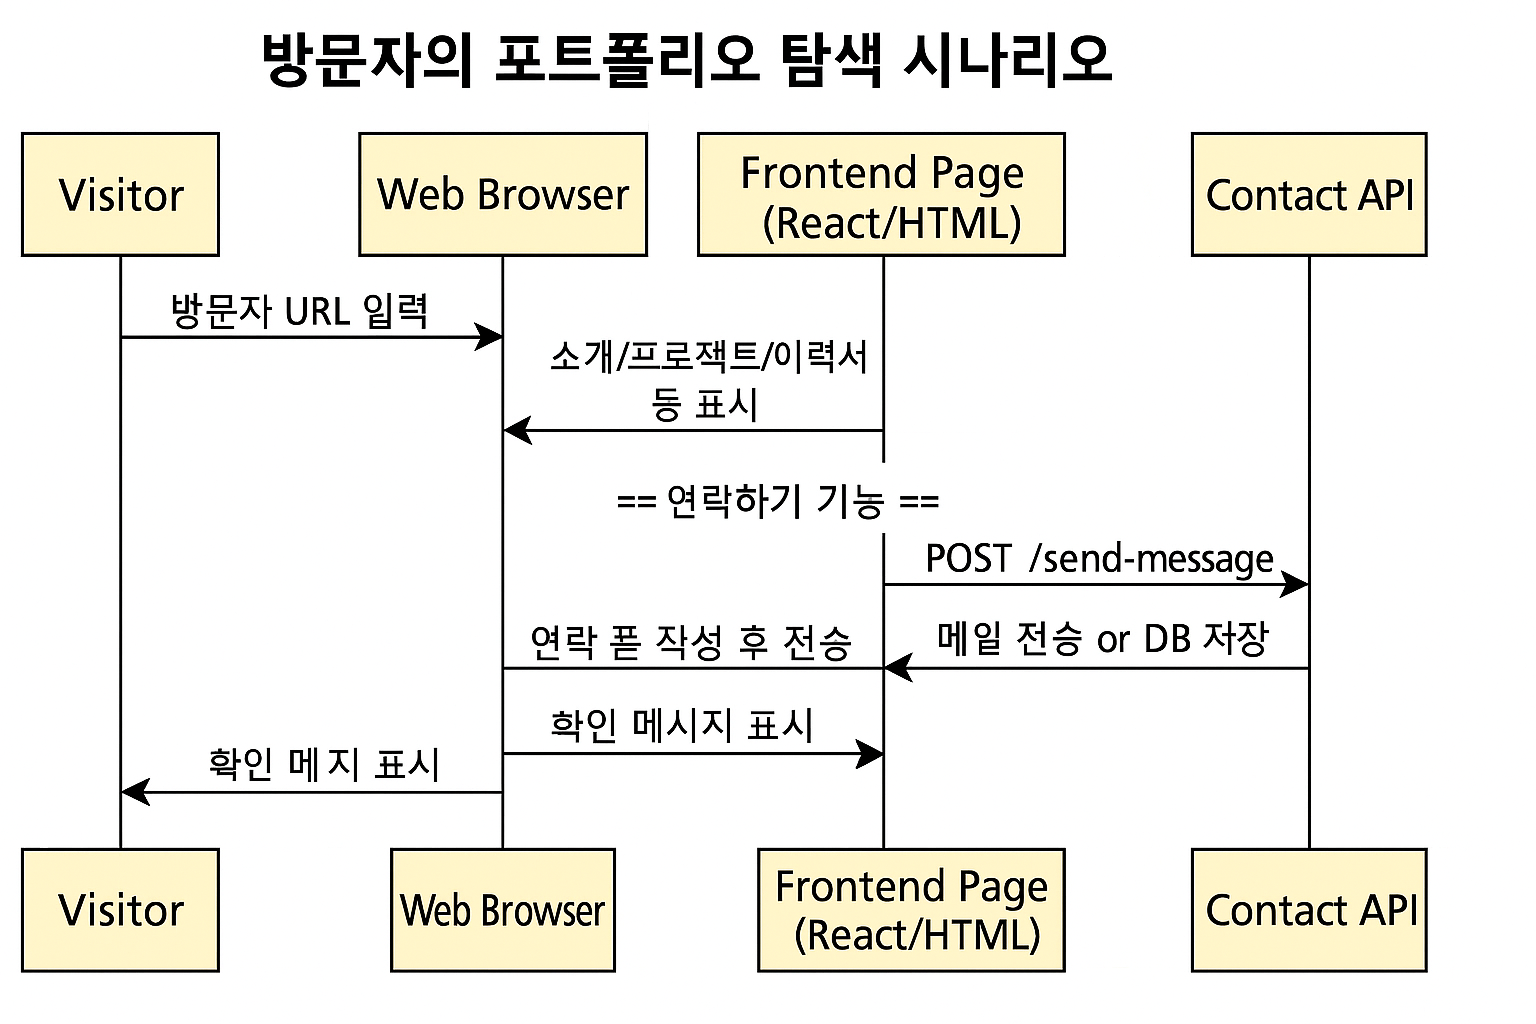 방문자의 포트폴리오 탐색 시나리오
Visitor
Web Browser
Frontend Page
(React/HTML)
Contact API
방문자 URL 입력
소개/프로잭트/이력서
등 표시
== 연락하기 기능 ==
POST /send-message
연락 폳 작성 후 전송
메일 전승 or DB 저장
확인 메시지 표시
확인 메지 표시
Visitor
Web Browser
Frontend Page
(React/HTML)
Contact API